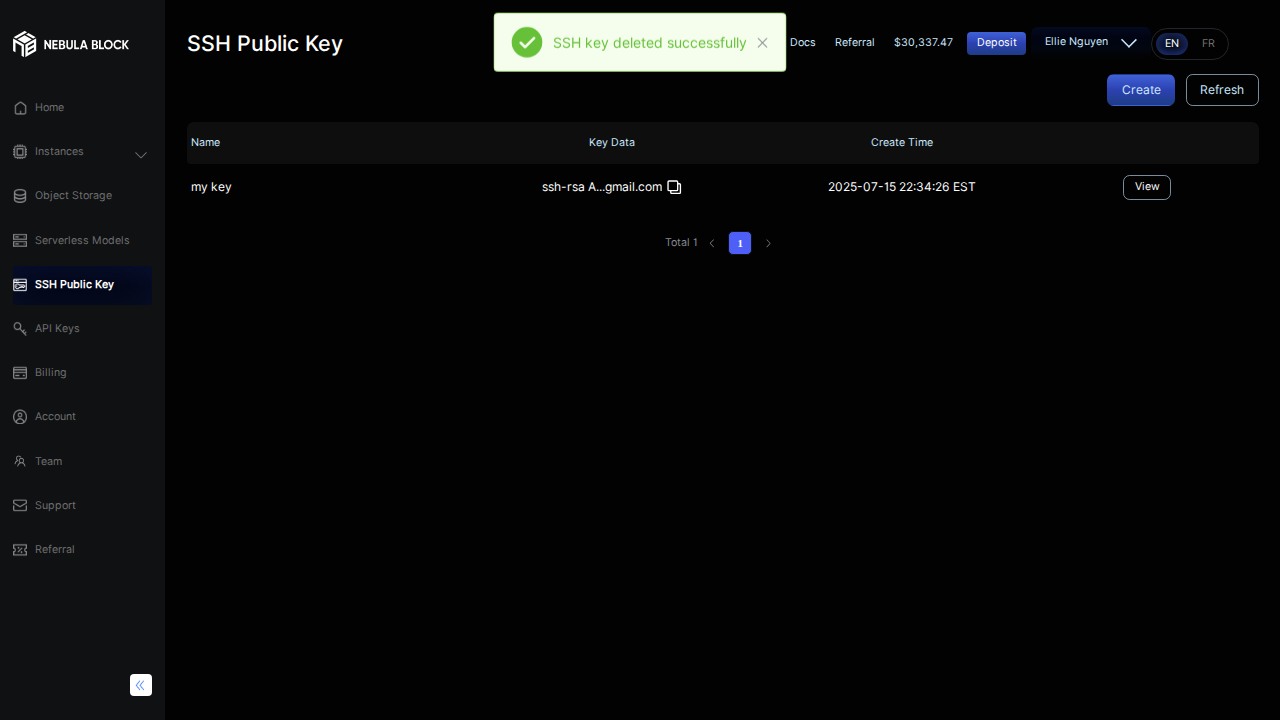 NEBULA BLOCK
Home
Instances
Object Storage
Serverless Models
SSH Public Key
API Keys
Billing
Account
Team
Support
Referral
SSH Public Key
SSH key deleted successfully
Docs
Referral
$30,337.47
Deposit
Ellie Nguyen
EN
FR
Create
Refresh
Name
Key Data
Create Time
my key
ssh-rsa A...gmail.com
2025-07-15 22:34:26 EST
View
Total 1
1